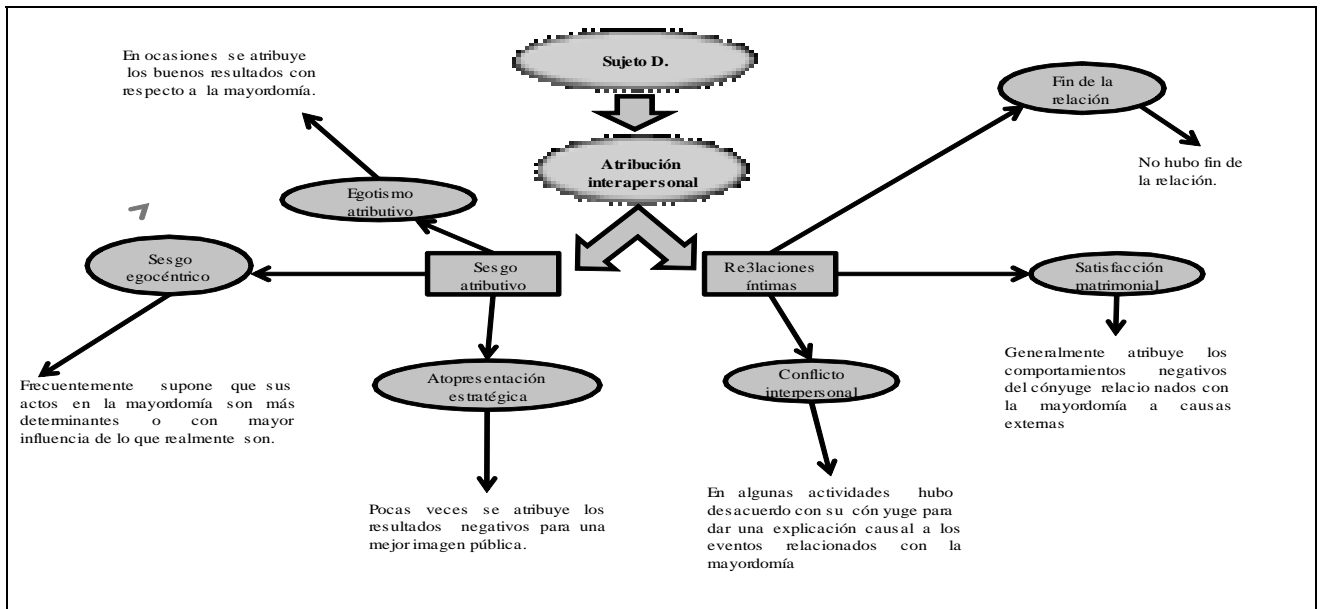 Sujeto D.
Atribución
interapersonal
En ocasiones se atribuye
los buenos resultados con
respecto a la mayordomía.
Egotismo
atributivo
Sesgo
egocéntrico
Sesgo
atributivo
Frecuentemente supone que sus
actos en la mayordomía son más
determinantes o con mayor
influencia de lo que realmente son.
Atopresentación
estratégica
Pocas veces se atribuye los
resultados negativos para una
mejor imagen pública.
Re3laciones
íntimas
Fin de la
relación
No hubo fin de
la relación.
Satisfacción
matrimonial
Generalmente atribuye los
comportamientos negativos
del cónyuge relacio nados con
la mayordomía a causas
externas
Conflicto
interpersonal
En algunas actividades hubo
desacuerdo con su cón yuge para
dar una explicación causal a los
eventos relacionados con la
mayordomía